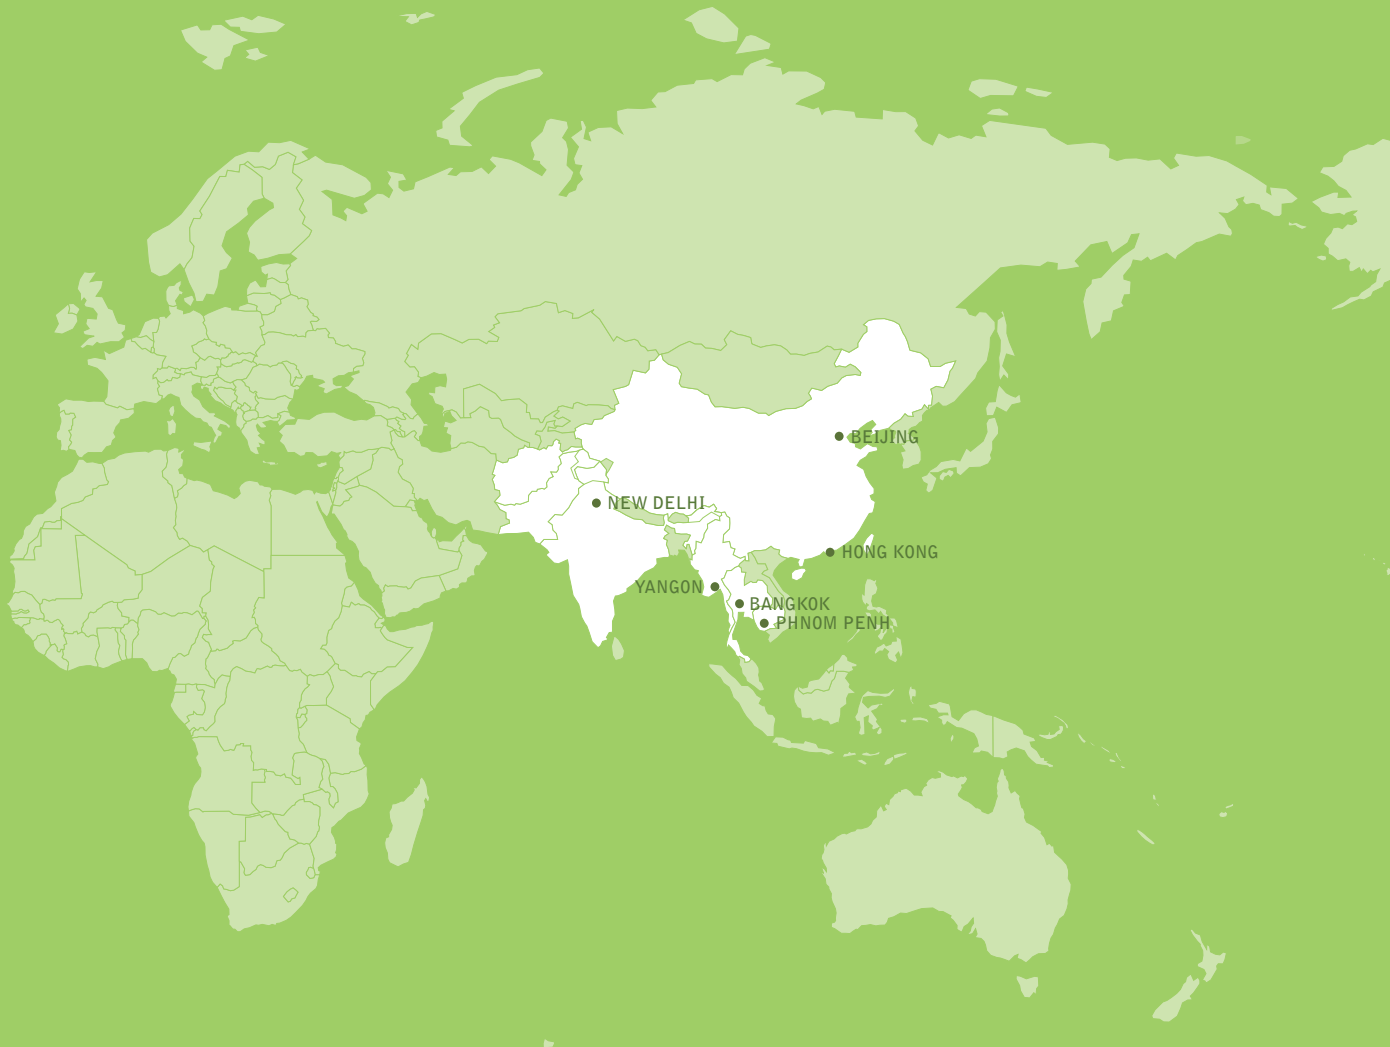 BEIJING
NEW DELHI
HONG KONG
YANGON
BANGKOK
PHNOM PENH